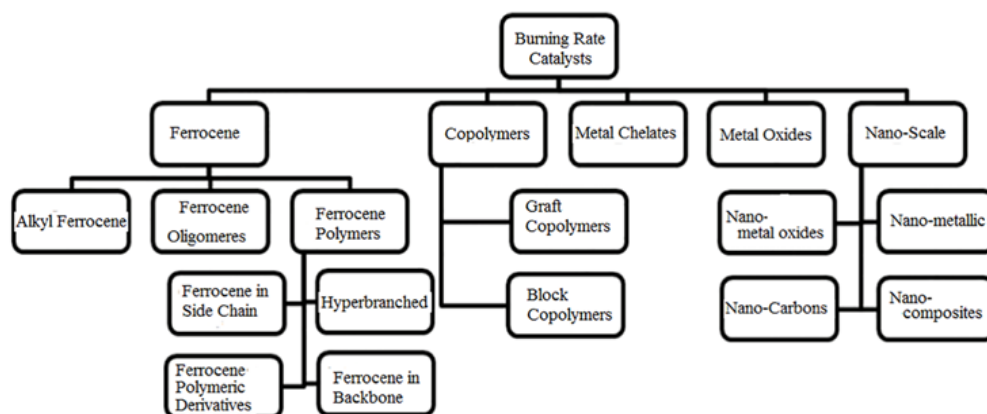 Burning Rate
Catalysts
Ferrocene
Copolymers
Metal Chelates
Metal Oxides
Nano-Scale
Alkyl Ferrocene
Ferrocene
Oligomeres
Ferrocene
Polymers
Graft
Copolymers
Nano-
metal oxides
Nano-metallic
Ferrocene in
Side Chain
Hyperbranched
Block
Copolymers
Nano-Carbons
Nano-
composites
Ferrocene
Polymeric
Derivatives
Ferrocene in
Backbone